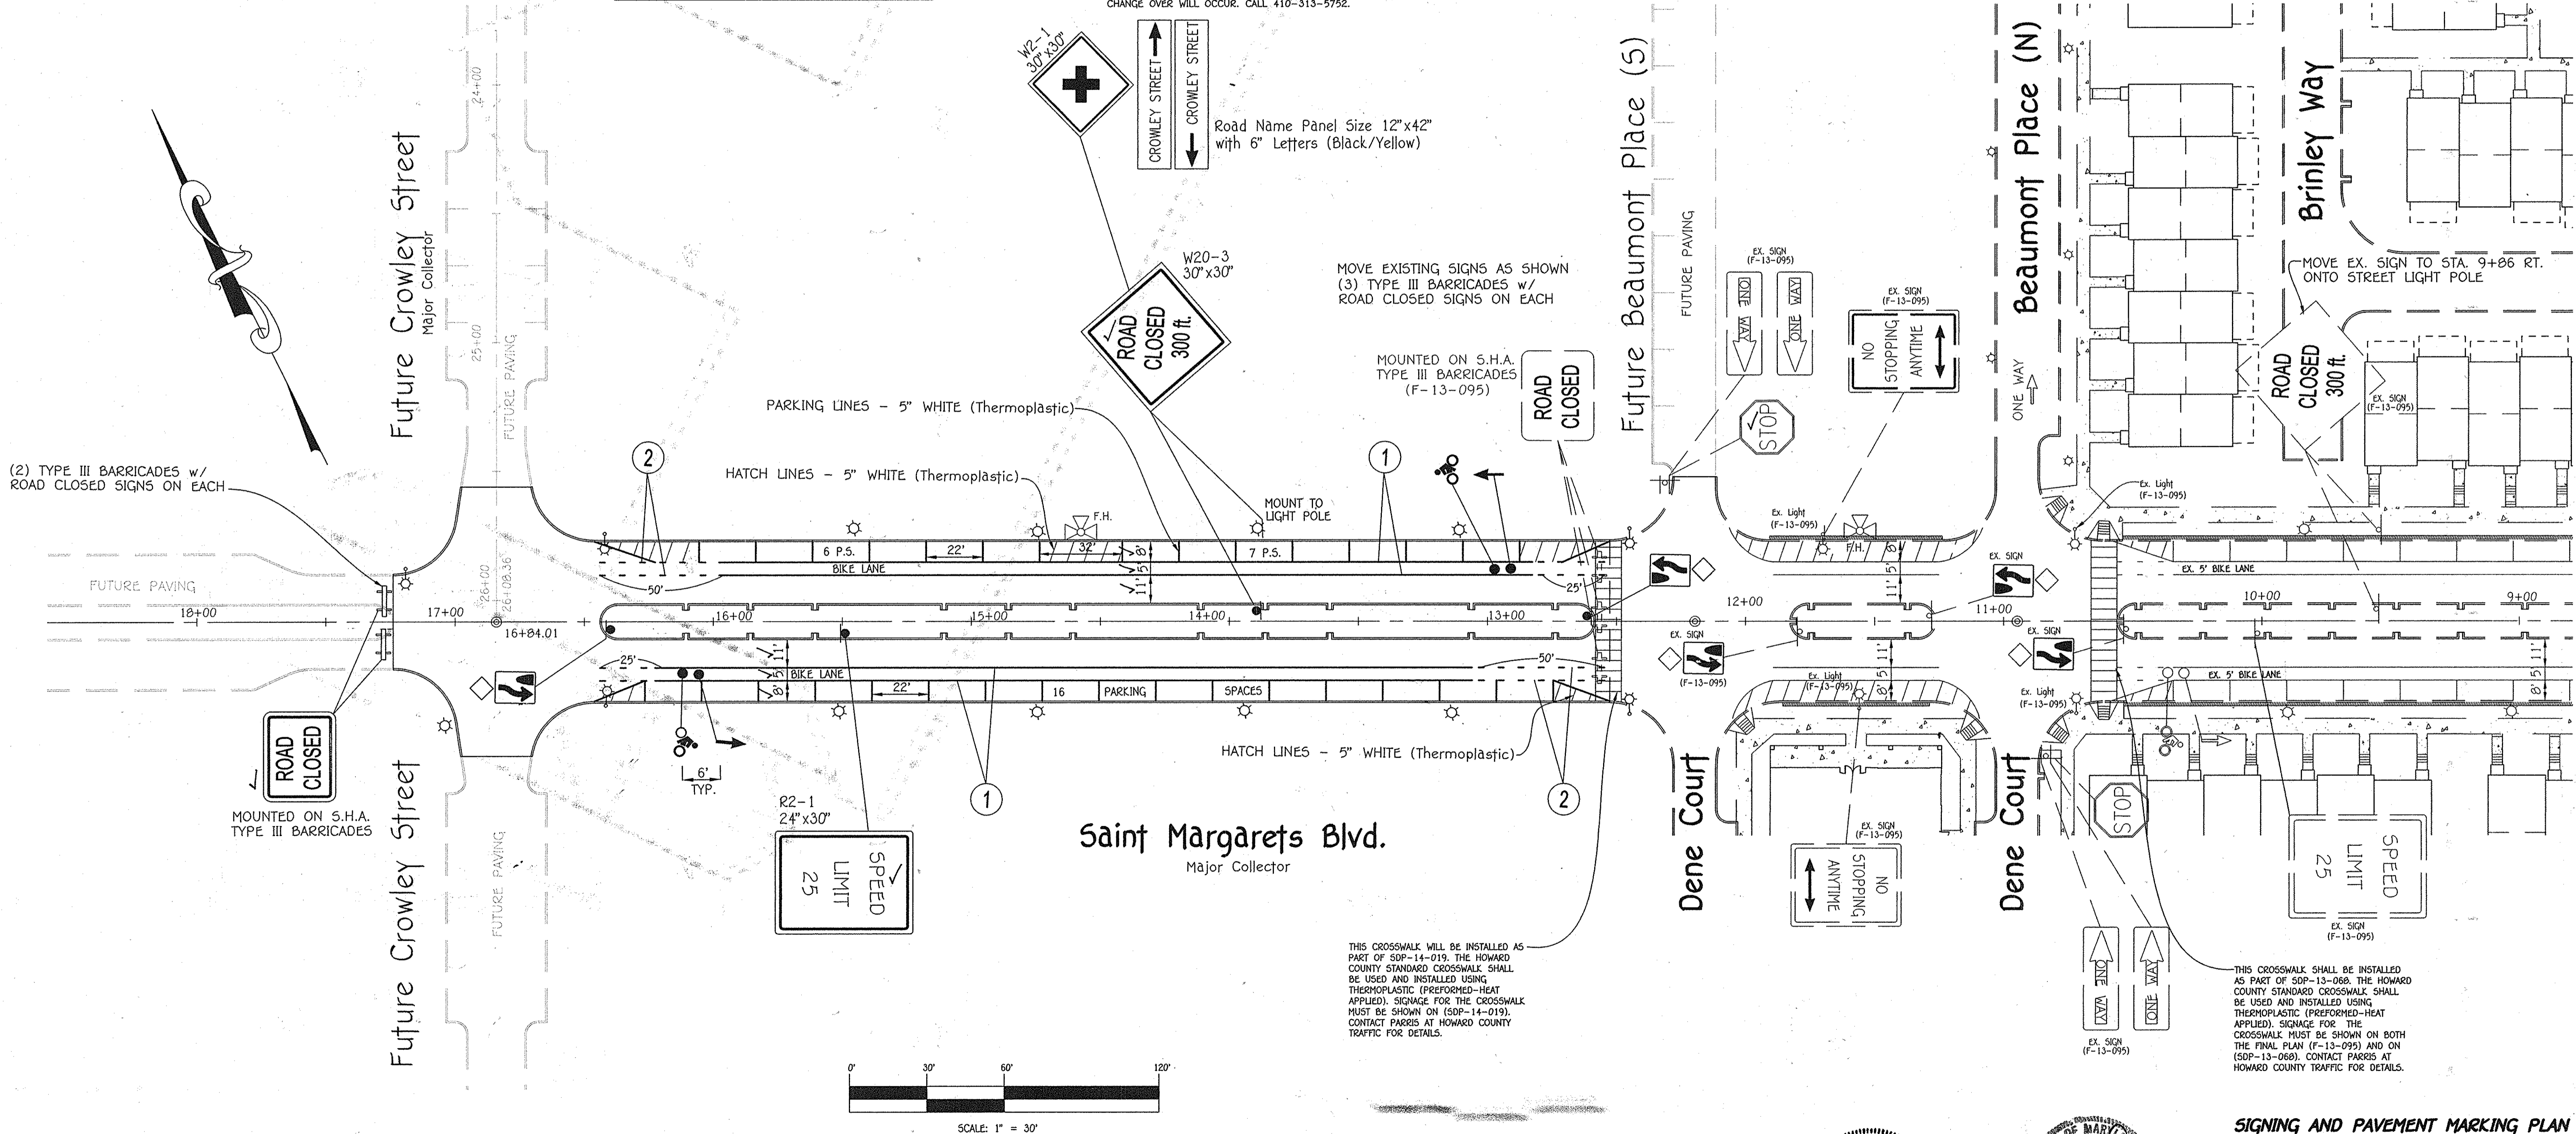 CHANGE OVER WILL OCCUR. CALL 410-313-5752.
W2-1
30"x30"
CROWLEY STREET
CROWLEY STREET
Road Name Panel Size 12"x42"
with 6" Letters (Black/Yellow)
24+00
Future Crowley Street
Major Collector
25+00
FUTURE PAVING
W20-3
30"x30"
ROAD
CLOSED
300 ft.
MOVE EXISTING SIGNS AS SHOWN
(3) TYPE III BARRICADES w/
ROAD CLOSED SIGNS ON EACH
MOUNTED ON S.H.A.
TYPE III BARRICADES
(F-13-095)
ROAD
CLOSED
Future Beaumont Place (S)
FUTURE PAVING
EX. SIGN
(F-13-095)
ONE WAY
ONE WAY
STOP
EX. SIGN
(F-13-095)
NO
STOPPING
ANYTIME
Beaumont Place (N)
ONE WAY
Brinley Way
MOVE EX. SIGN TO STA. 9+86 RT.
ONTO STREET LIGHT POLE
ROAD
CLOSED
300 ft.
EX. SIGN
(F-13-095)
Ex. Light
(F-13-095)
(2) TYPE III BARRICADES w/
ROAD CLOSED SIGNS ON EACH
2
PARKING LINES - 5" WHITE (Thermoplastic)
HATCH LINES - 5" WHITE (Thermoplastic)
F.H.
MOUNT TO
LIGHT POLE
1
6 P.S.
22'
32'
7 P.S.
8'
5'
11'
BIKE LANE
50'
25'
Ex. Light
(F-13-095)
F.H.
8'
5'
11'
EX. SIGN
(F-13-095)
EX. 5' BIKE LANE
FUTURE PAVING
18+00
17+00
26+00
26+08.36
16+84.01
16+00
15+00
14+00
13+00
12+00
11+00
10+00
9+00
EX. SIGN
(F-13-095)
EX. SIGN
(F-13-095)
25'
11'
5'
8'
BIKE LANE
22'
16 PARKING SPACES
50'
Ex. Light
(F-13-095)
11'
5'
8'
Ex. Light
(F-13-095)
EX. 5' BIKE LANE
11'
5'
8'
ROAD
CLOSED
MOUNTED ON S.H.A.
TYPE III BARRICADES
6'
TYP.
HATCH LINES - 5" WHITE (Thermoplastic)
1
2
R2-1
24"x30"
SPEED
LIMIT
25
Saint Margarets Blvd.
Major Collector
Future Crowley Street
FUTURE PAVING
Dene Court
EX. SIGN
(F-13-095)
NO
STOPPING
ANYTIME
Dene Court
STOP
SPEED
LIMIT
25
EX. SIGN
(F-13-095)
ONE WAY
ONE WAY
EX. SIGN
(F-13-095)
THIS CROSSWALK WILL BE INSTALLED AS
PART OF SDP-14-019. THE HOWARD
COUNTY STANDARD CROSSWALK SHALL
BE USED AND INSTALLED USING
THERMOPLASTIC (PREFORMED-HEAT
APPLIED). SIGNAGE FOR THE CROSSWALK
MUST BE SHOWN ON (SDP-14-019).
CONTACT PARRIS AT HOWARD COUNTY
TRAFFIC FOR DETAILS.
THIS CROSSWALK SHALL BE INSTALLED
AS PART OF SDP-13-068. THE HOWARD
COUNTY STANDARD CROSSWALK SHALL
BE USED AND INSTALLED USING
THERMOPLASTIC (PREFORMED-HEAT
APPLIED). SIGNAGE FOR THE
CROSSWALK MUST BE SHOWN ON BOTH
THE FINAL PLAN (F-13-095) AND ON
(SDP-13-068). CONTACT PARRIS AT
HOWARD COUNTY TRAFFIC FOR DETAILS.
0' 30' 60' 120'
SCALE: 1" = 30'
OF MARYL
SIGNING AND PAVEMENT MARKING PLAN